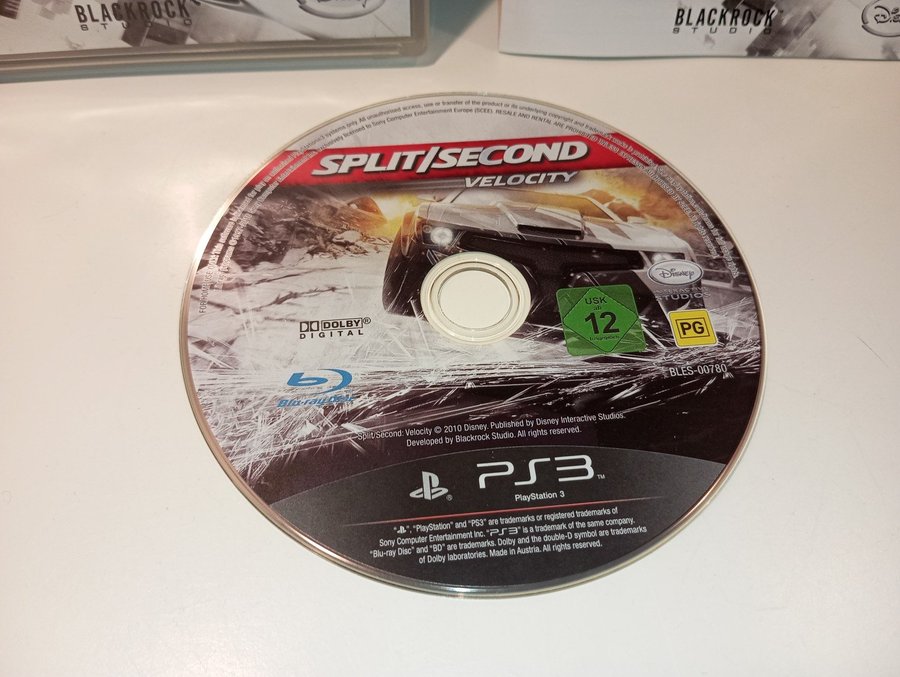 BLACKROCK
STUDIO
BLACKROCK
STUDIO
SPLIT/SECOND
VELOCITY
Disney
STUDIOS
DOLBY®
DIGITAL
USK
ab
12
PG
BLES-00780
Blu-ray Disc
Split/Second: Velocity © 2010 Disney. Published by Disney Interactive Studios.
Developed by Blackrock Studio. All rights reserved.
PS3™
PlayStation 3
" ", "PlayStation" and "PS3" are trademarks or registered trademarks of
Sony Computer Entertainment Inc. "PS3" is a trademark of the same company.
"Blu-ray Disc" and "BD" are trademarks. Dolby and the double-D symbol are trademarks
of Dolby laboratories. Made in Austria. All rights reserved.